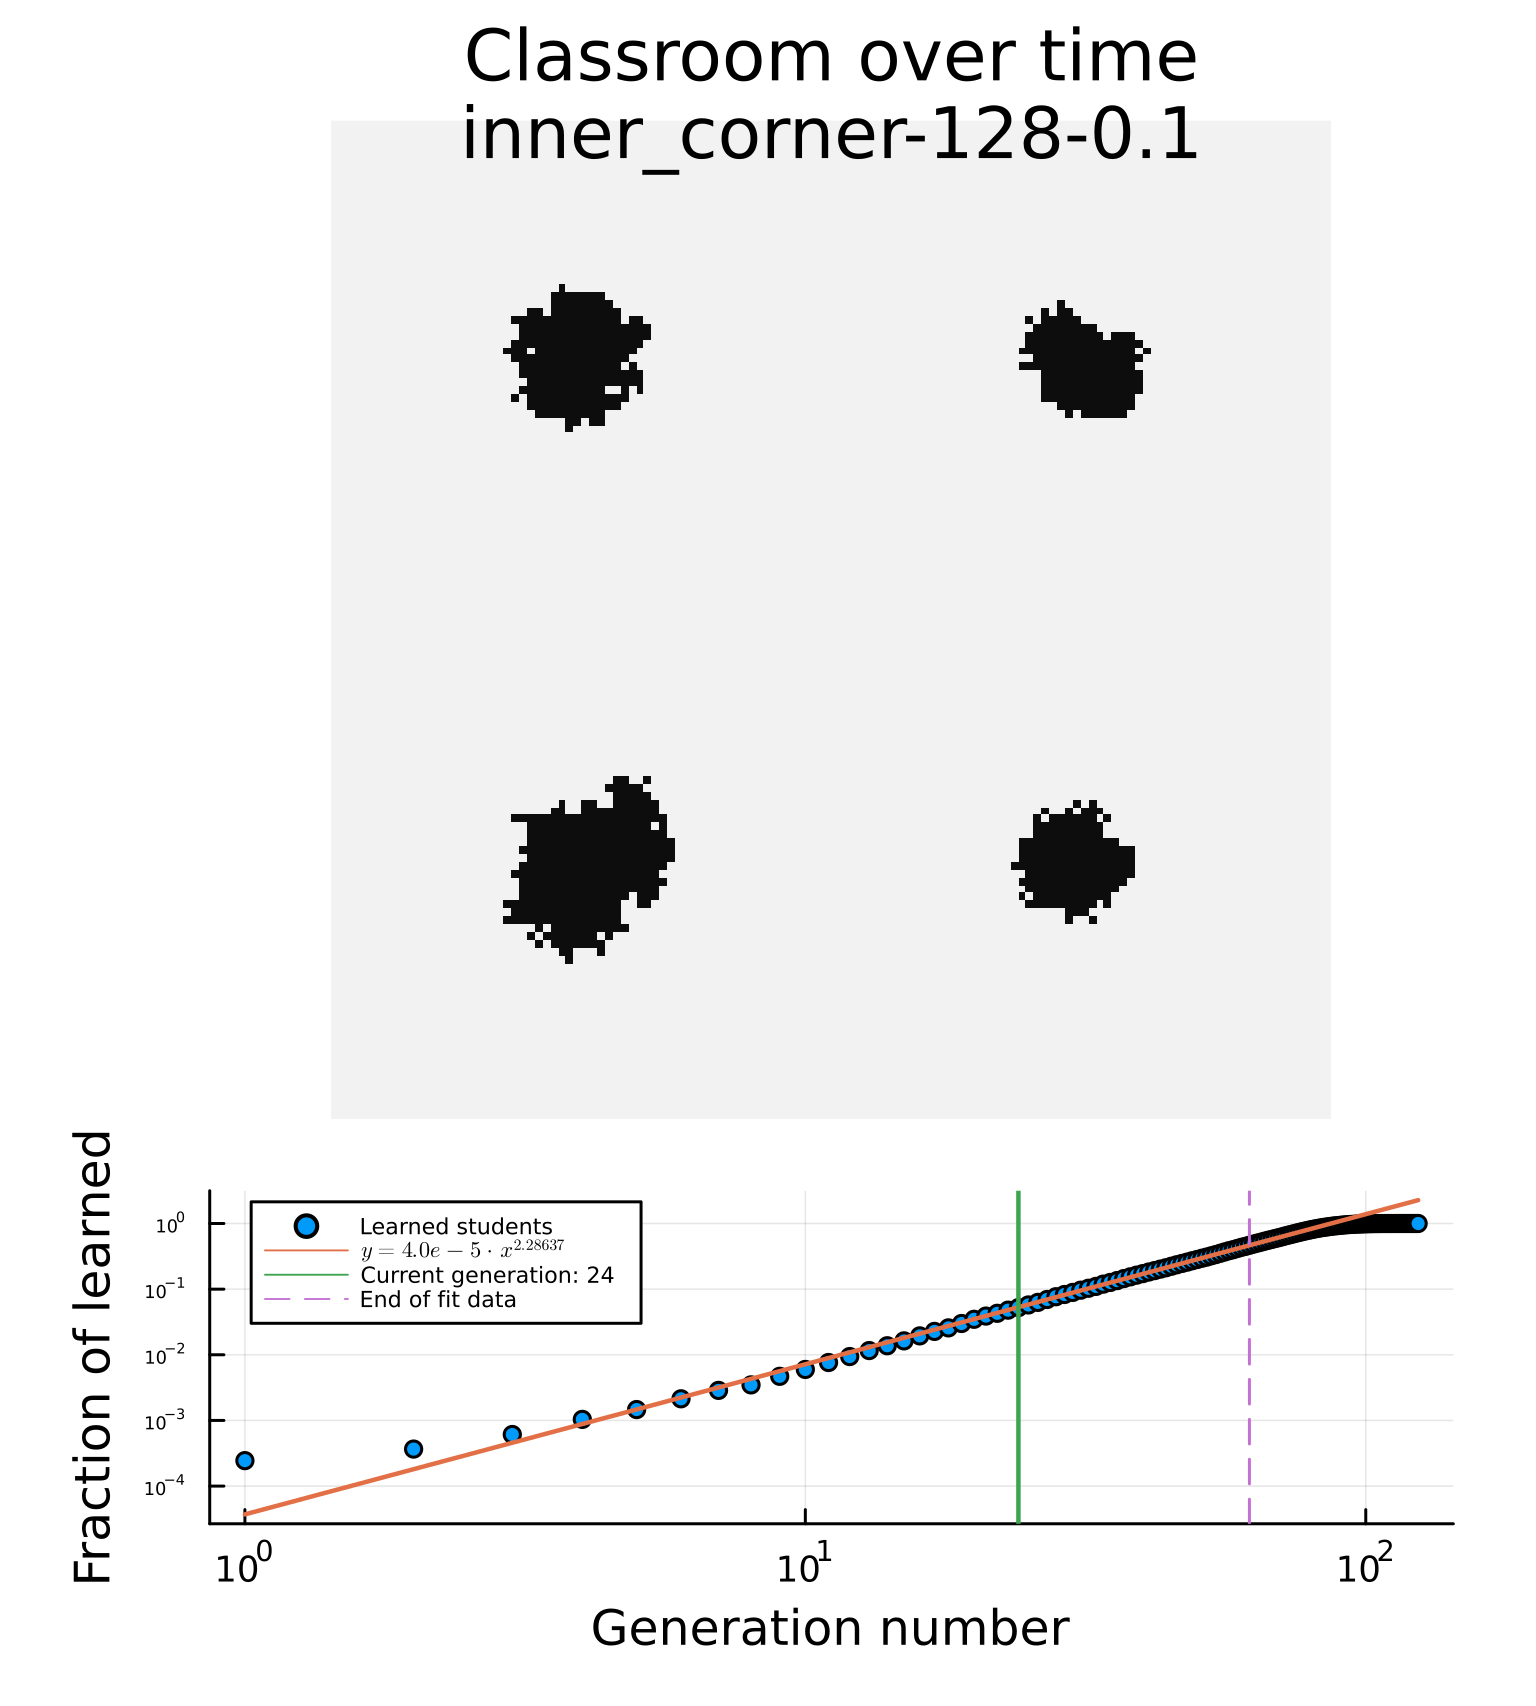 Classroom over time
inner_corner-128-0.1
Fraction of learned
10^0
10^−1
10^−2
10^−3
10^−4
Learned students
y = 4.0e − 5 · x^2.28637
Current generation: 24
End of fit data
10^0
10^1
10^2
Generation number